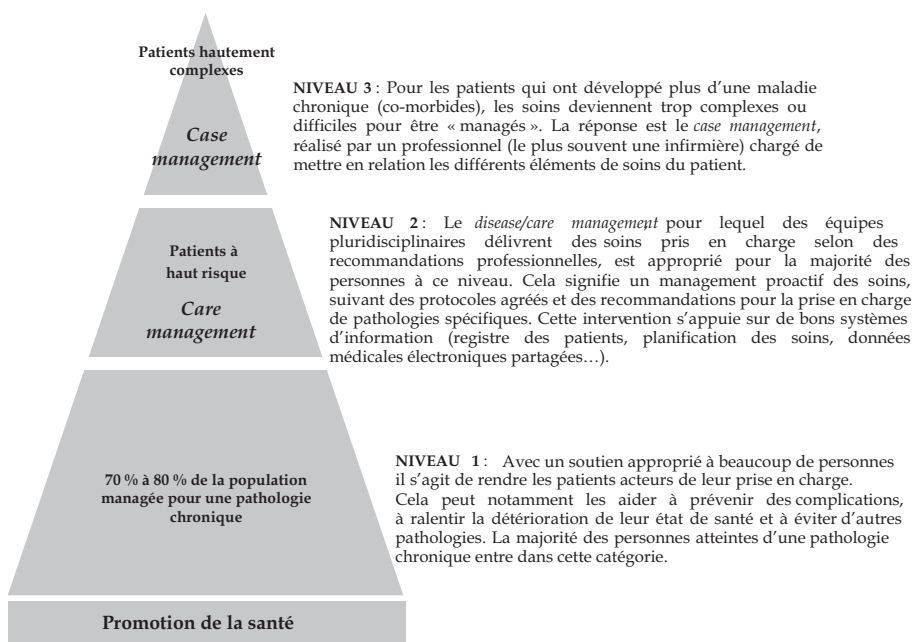 Patients hautement
complexes
Case
management
NIVEAU 3 : Pour les patients qui ont développé plus d’une maladie
chronique (co-morbides), les soins deviennent trop complexes ou
difficiles pour être « managés ». La réponse est le case management,
réalisé par un professionnel (le plus souvent une infirmière) chargé de
mettre en relation les différents éléments de soins du patient.
Patients à
haut risque
Care
management
NIVEAU 2 : Le disease/care management pour lequel des équipes
pluridisciplinaires délivrent des soins pris en charge selon des
recommandations professionnelles, est approprié pour la majorité des
personnes à ce niveau. Cela signifie un management proactif des soins,
suivant des protocoles agréés et des recommandations pour la prise en charge
de pathologies spécifiques. Cette intervention s’appuie sur de bons systèmes
d’information (registre des patients, planification des soins, données
médicales électroniques partagées…).
70 % à 80 % de la population
managée pour une pathologie
chronique
NIVEAU 1 : Avec un soutien approprié à beaucoup de personnes
il s’agit de rendre les patients acteurs de leur prise en charge.
Cela peut notamment les aider à prévenir des complications,
à ralentir la détérioration de leur état de santé et à éviter d’autres
pathologies. La majorité des personnes atteintes d’une pathologie
chronique entre dans cette catégorie.
Promotion de la santé